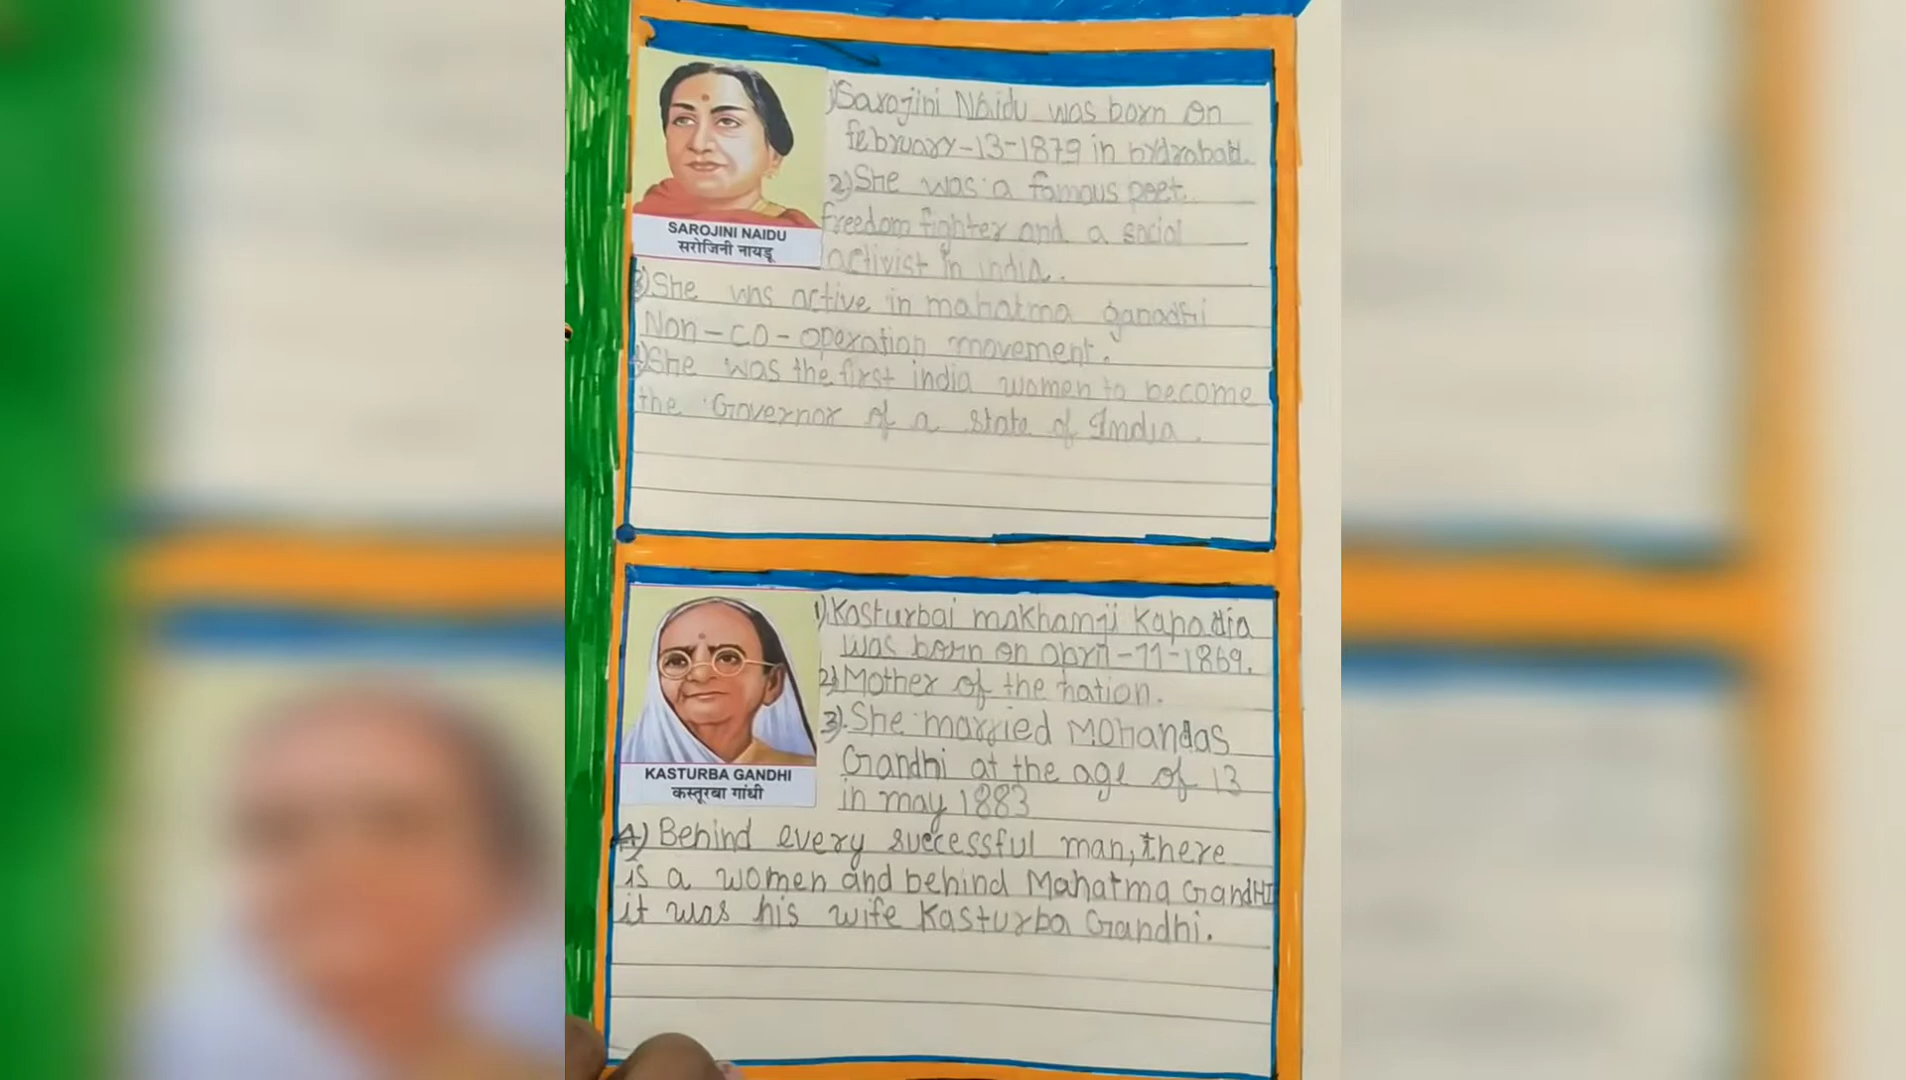 SAROJINI NAIDU
सरोजिनी नायडू
1)Sarojini Naidu was born on
february-13-1879 in hydrabad.
2)She was a famous poet.
freedom fighter and a social
activist in india.
3)She was active in mahatma ganadhi
Non-co-operation movement.
4)She was the first india women to become
the Governor of a state of India.
KASTURBA GANDHI
कस्तूरबा गांधी
1).Kasturbai makhamji Kapadia
was born on april-11-1869.
2)Mother of the nation.
3).She married Mohandas
Gandhi at the age of 13
in may 1883
4) Behind every successful man, there
is a women and behind Mahatma GandHI
it was his wife Kasturba Gandhi.